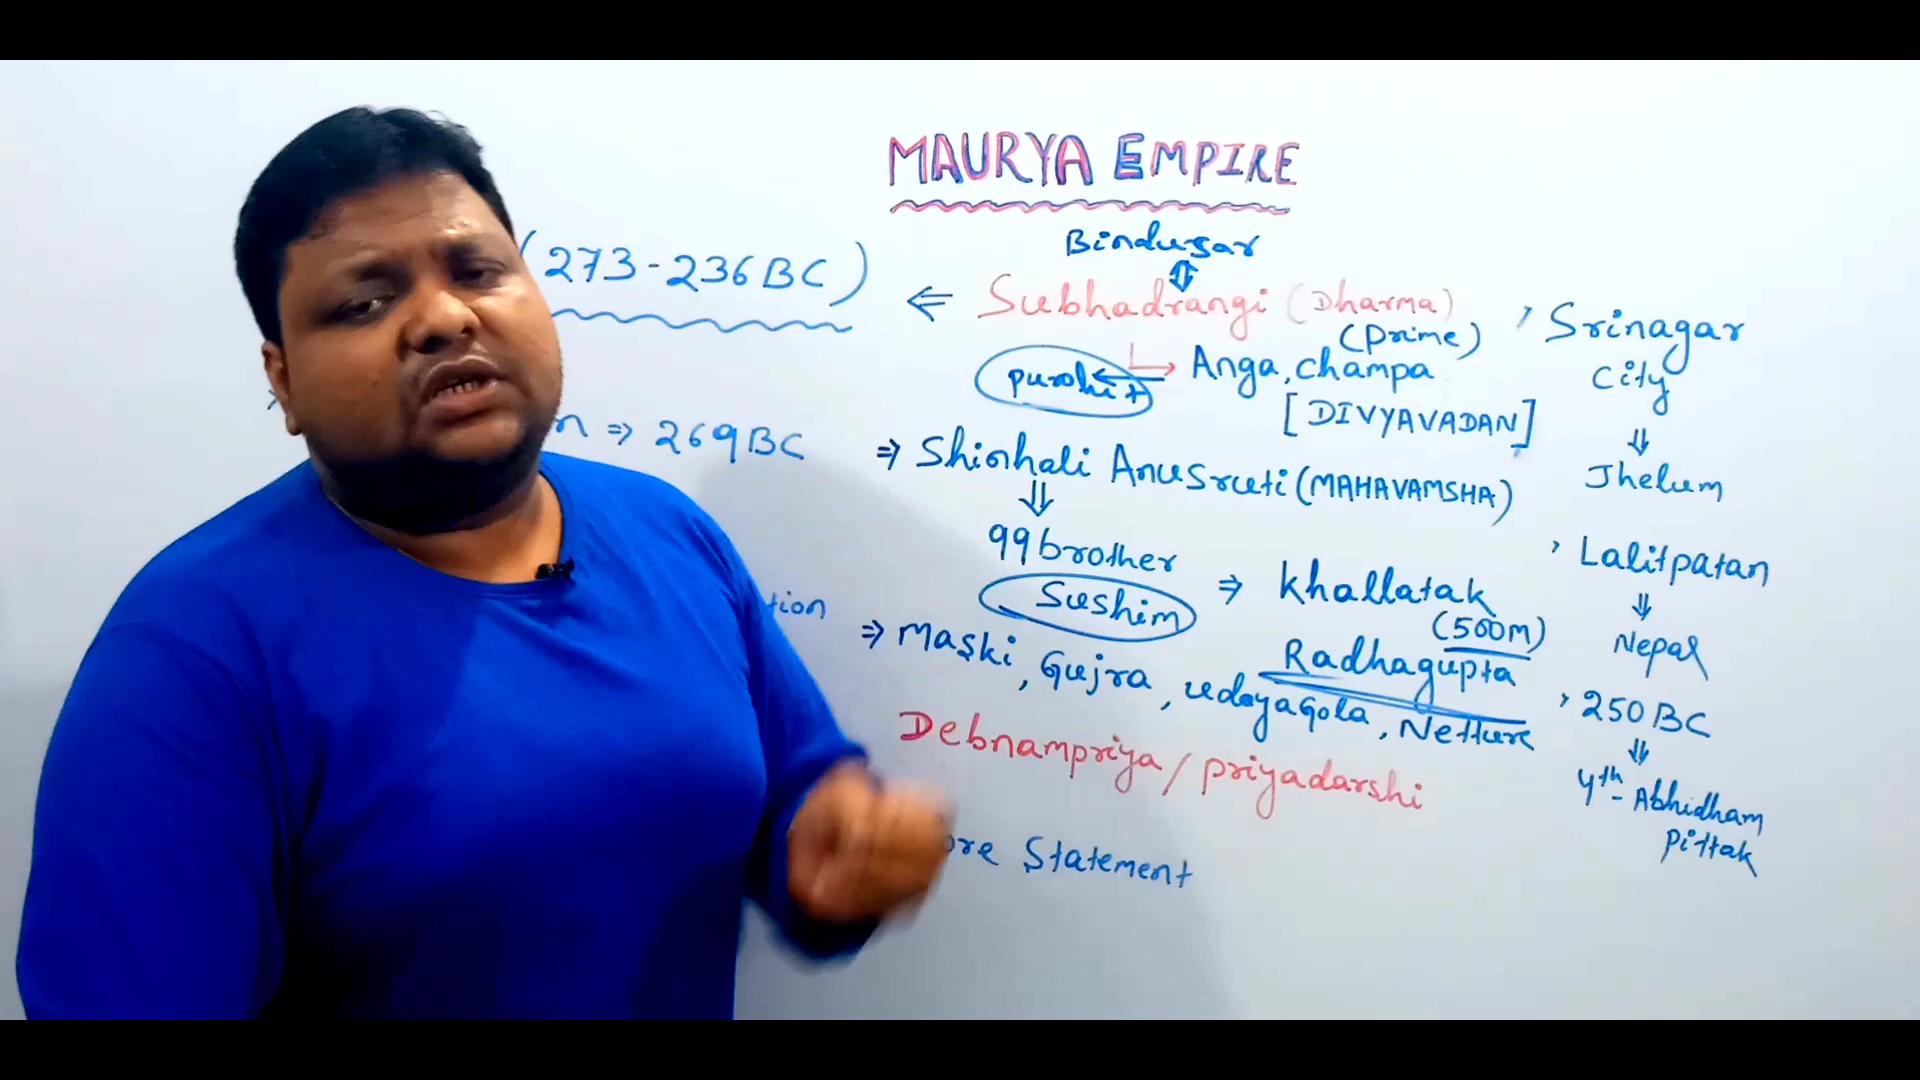 MAURYA EMPIRE
Bindusar
⇕
(273-236 BC)
⇐ Subhadrangi (Dharma)
(Prime)
purohit ← Anga, champa
[DIVYAVADAN]
n ⇒ 269 BC
⇒ Shinhali Anusruti (MAHAVAMSHA)
⇓
99 brother
Sushim ⇒ Khallatak
(500m)
Radhagupta
tion ⇒ Maski, Gujra, udayagola, Netture
Debnampriya / priyadarshi
ore Statement
, Srinagar
City
⇓
Jhelum
, Lalitpatan
⇓
Nepal
, 250 BC
⇓
4th - Abhidham
Pittak